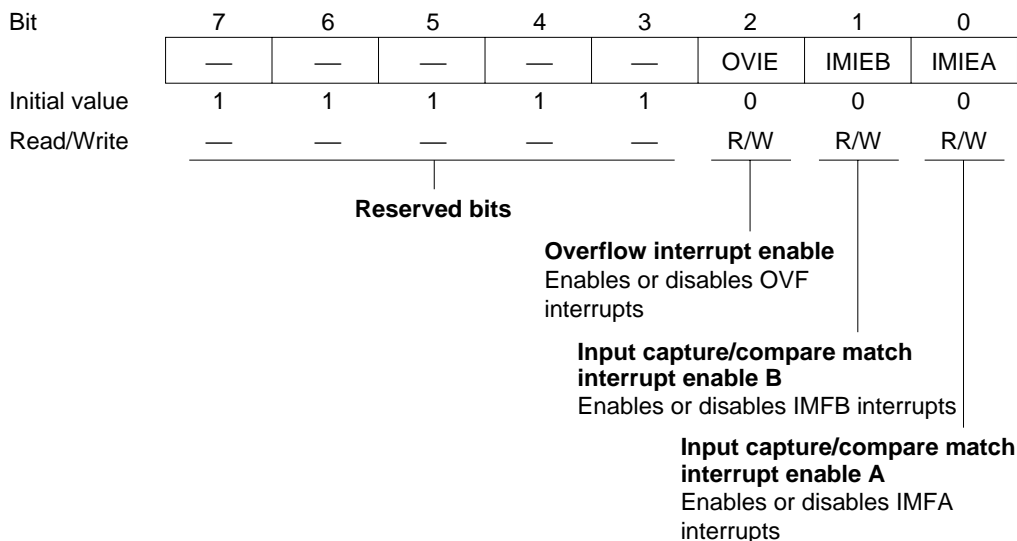 Bit 7 6 5 4 3 2 1 0
— — — — — OVIE IMIEB IMIEA
Initial value 1 1 1 1 1 0 0 0
Read/Write — — — — — R/W R/W R/W
Reserved bits
Overflow interrupt enable
Enables or disables OVF
interrupts
Input capture/compare match
interrupt enable B
Enables or disables IMFB interrupts
Input capture/compare match
interrupt enable A
Enables or disables IMFA
interrupts